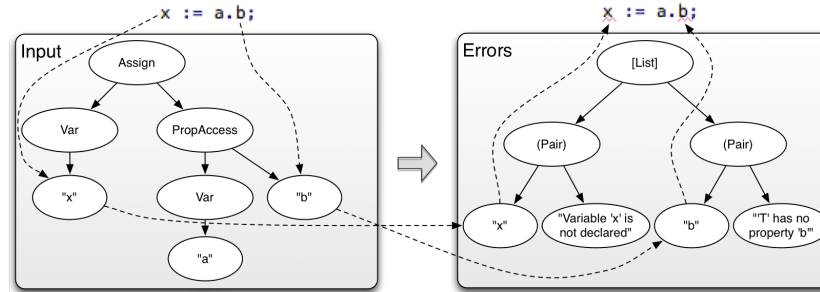 x := a.b;
Input
Assign
Var
PropAccess
"x"
Var
"b"
"a"
x := a.b;
Errors
[List]
(Pair)
(Pair)
"x"
"Variable 'x' is
not declared"
"b"
"'T' has no
property 'b'"